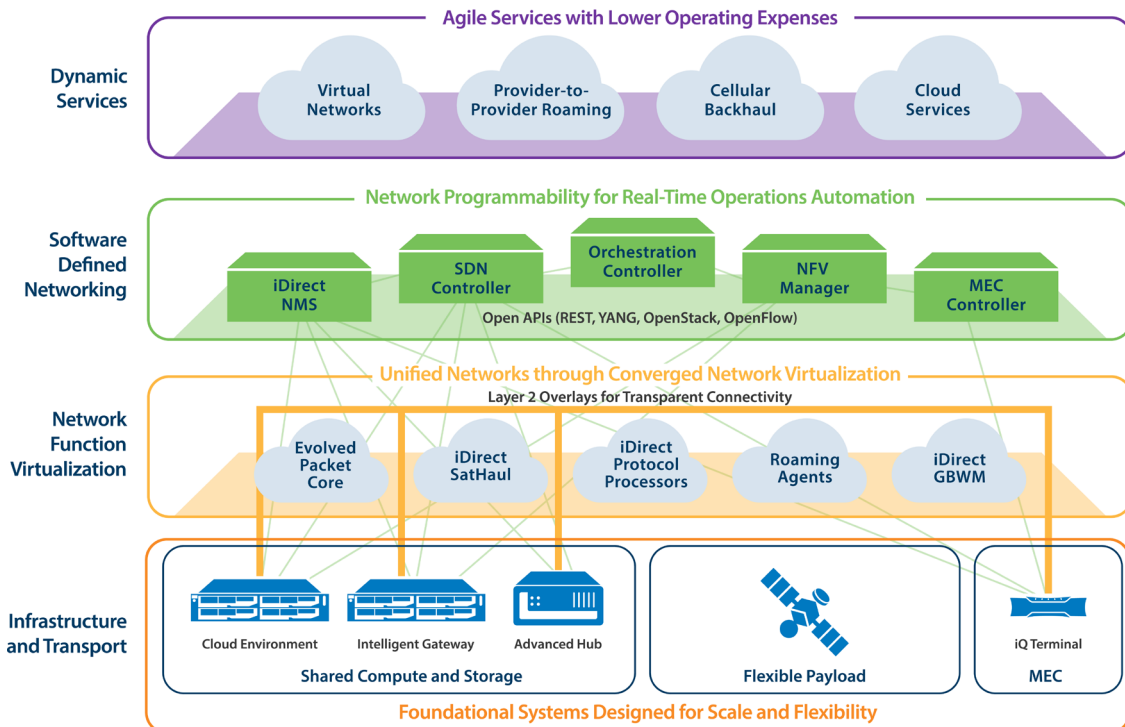 Agile Services with Lower Operating Expenses
Dynamic
Services
Virtual
Networks
Provider-to-
Provider Roaming
Cellular
Backhaul
Cloud
Services
Network Programmability for Real-Time Operations Automation
Software
Defined
Networking
iDirect
NMS
SDN
Controller
Orchestration
Controller
NFV
Manager
MEC
Controller
Open APIs (REST, YANG, OpenStack, OpenFlow)
Unified Networks through Converged Network Virtualization
Layer 2 Overlays for Transparent Connectivity
Network
Function
Virtualization
Evolved
Packet
Core
iDirect
SatHaul
iDirect
Protocol
Processors
Roaming
Agents
iDirect
GBWM
Infrastructure
and Transport
Cloud Environment
Intelligent Gateway
Advanced Hub
Shared Compute and Storage
Flexible Payload
iQ Terminal
MEC
Foundational Systems Designed for Scale and Flexibility